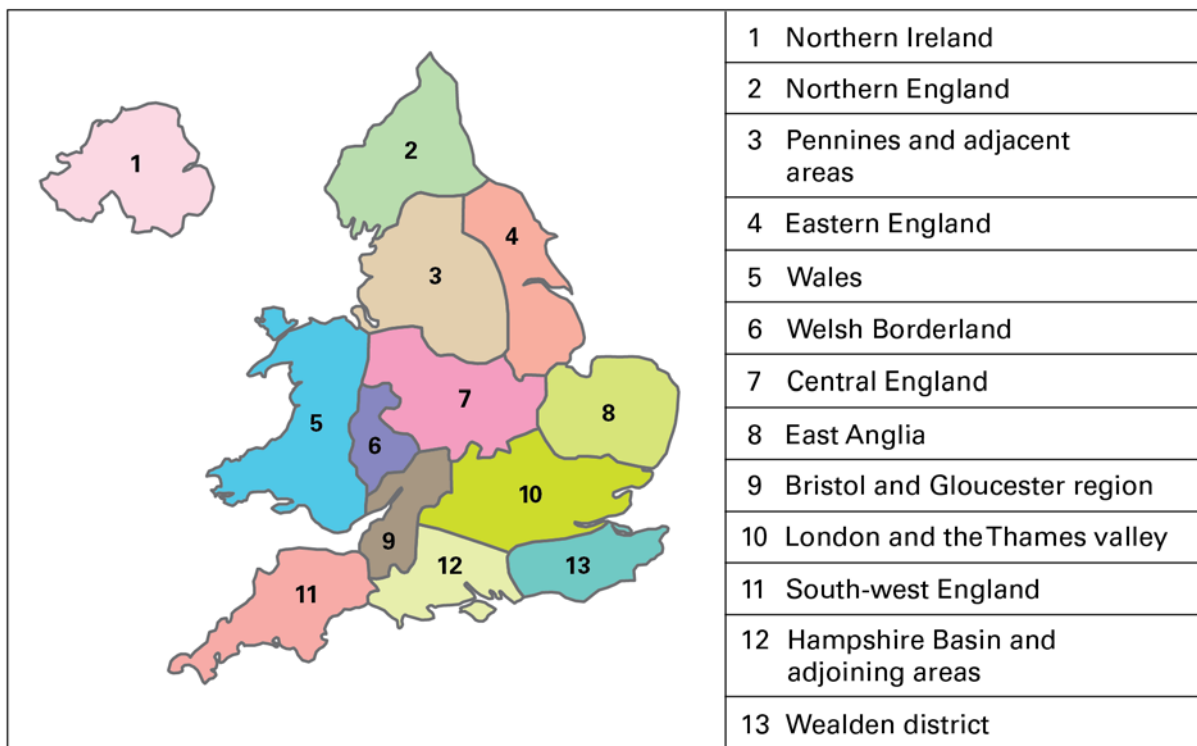 1
2
3
4
5
6
7
8
9
10
11
12
13
1 Northern Ireland
2 Northern England
3 Pennines and adjacent
areas
4 Eastern England
5 Wales
6 Welsh Borderland
7 Central England
8 East Anglia
9 Bristol and Gloucester region
10 London and the Thames valley
11 South-west England
12 Hampshire Basin and
adjoining areas
13 Wealden district